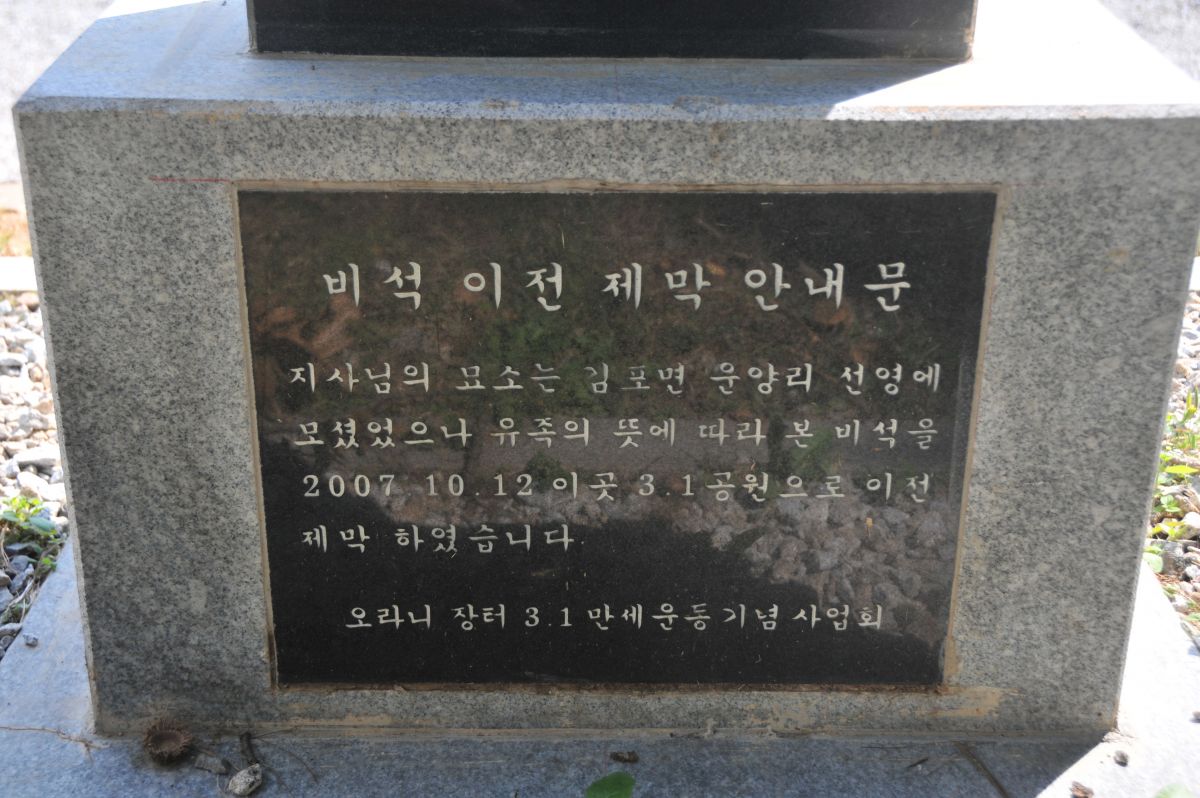 비석 이전 제막 안내문
지사님의 묘소는 김포면 운양리 선영에
모셨었으나 유족의 뜻에 따라 본 비석을
2007. 10. 12 이곳 3.1공원으로 이전
제막 하였습니다.
오라니 장터 3.1 만세운동기념 사업회